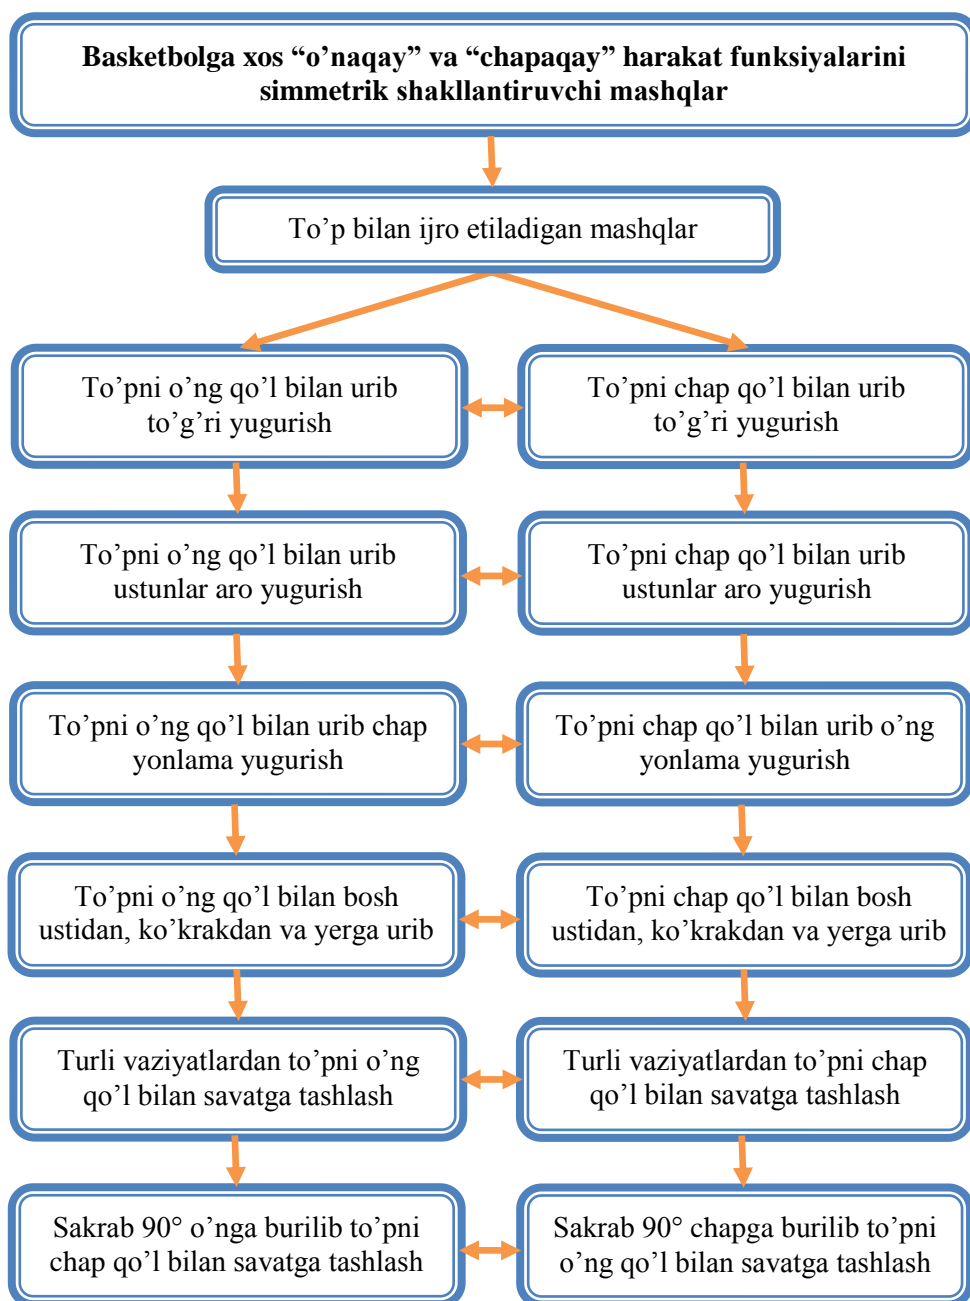 Basketbolga xos “o’naqay” va “chapaqay” harakat funksiyalarini
simmetrik shakllantiruvchi mashqlar
To’p bilan ijro etiladigan mashqlar
To’pni o’ng qo’l bilan urib
to’g’ri yugurish
To’pni chap qo’l bilan urib
to’g’ri yugurish
To’pni o’ng qo’l bilan urib
ustunlar aro yugurish
To’pni chap qo’l bilan urib
ustunlar aro yugurish
To’pni o’ng qo’l bilan urib chap
yonlama yugurish
To’pni chap qo’l bilan urib o’ng
yonlama yugurish
To’pni o’ng qo’l bilan bosh
ustidan, ko’krakdan va yerga urib
To’pni chap qo’l bilan bosh
ustidan, ko’krakdan va yerga urib
Turli vaziyatlardan to’pni o’ng
qo’l bilan savatga tashlash
Turli vaziyatlardan to’pni chap
qo’l bilan savatga tashlash
Sakrab 90° o’nga burilib to’pni
chap qo’l bilan savatga tashlash
Sakrab 90° chapga burilib to’pni
o’ng qo’l bilan savatga tashlash